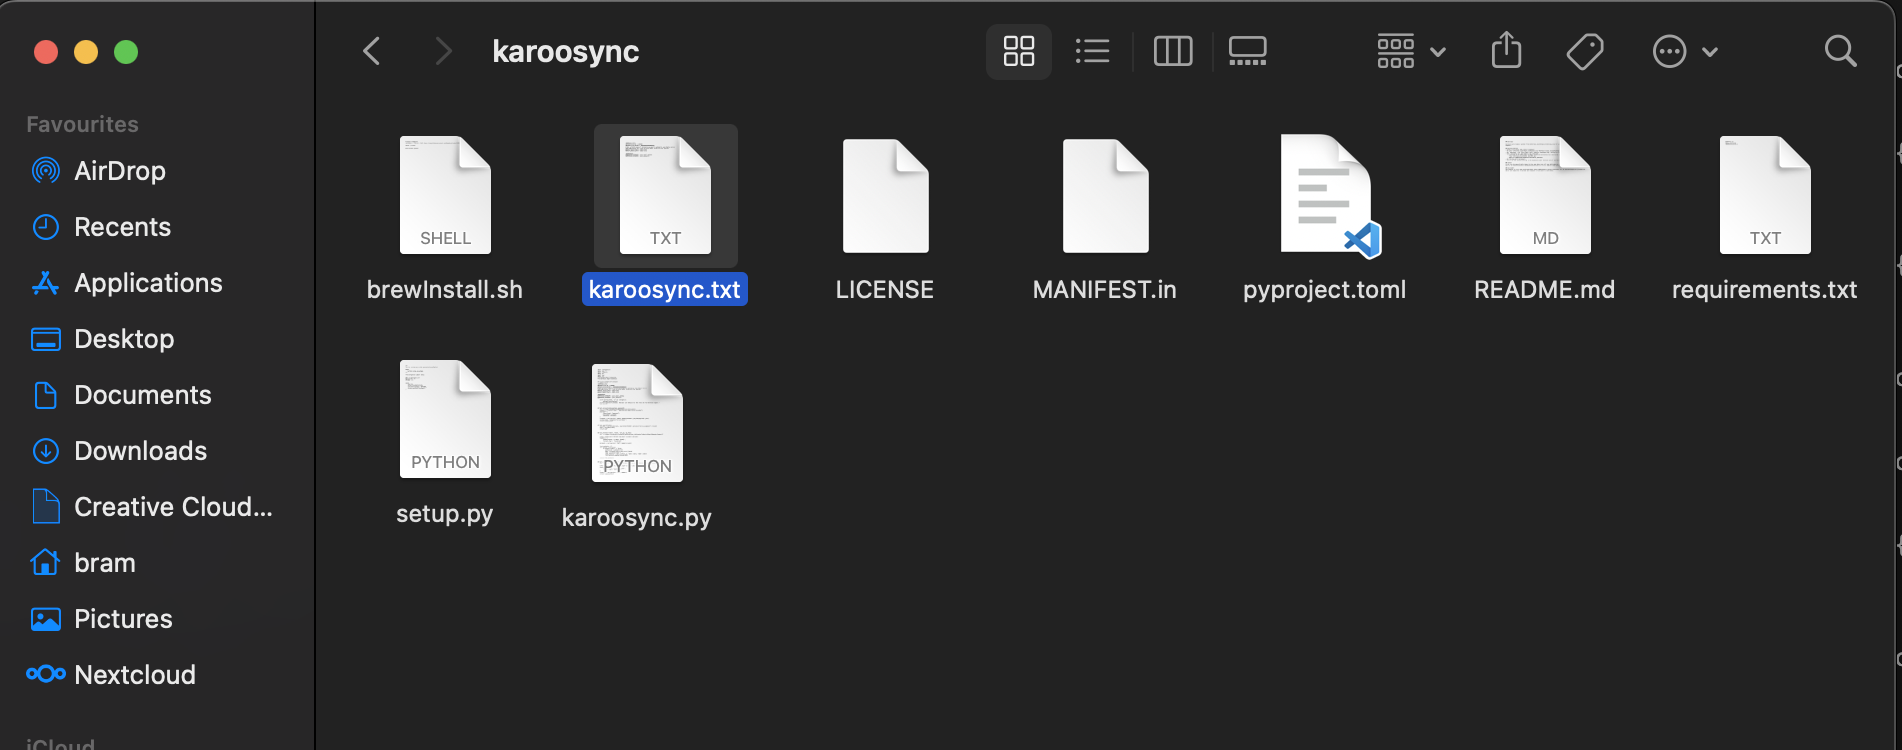 karoosync
Favourites
AirDrop
Recents
Applications
Desktop
Documents
Downloads
Creative Cloud...
bram
Pictures
Nextcloud
iCloud
SHELL
TXT
MD
TXT
brewInstall.sh
karoosync.txt
LICENSE
MANIFEST.in
pyproject.toml
README.md
requirements.txt
PYTHON
PYTHON
setup.py
karoosync.py